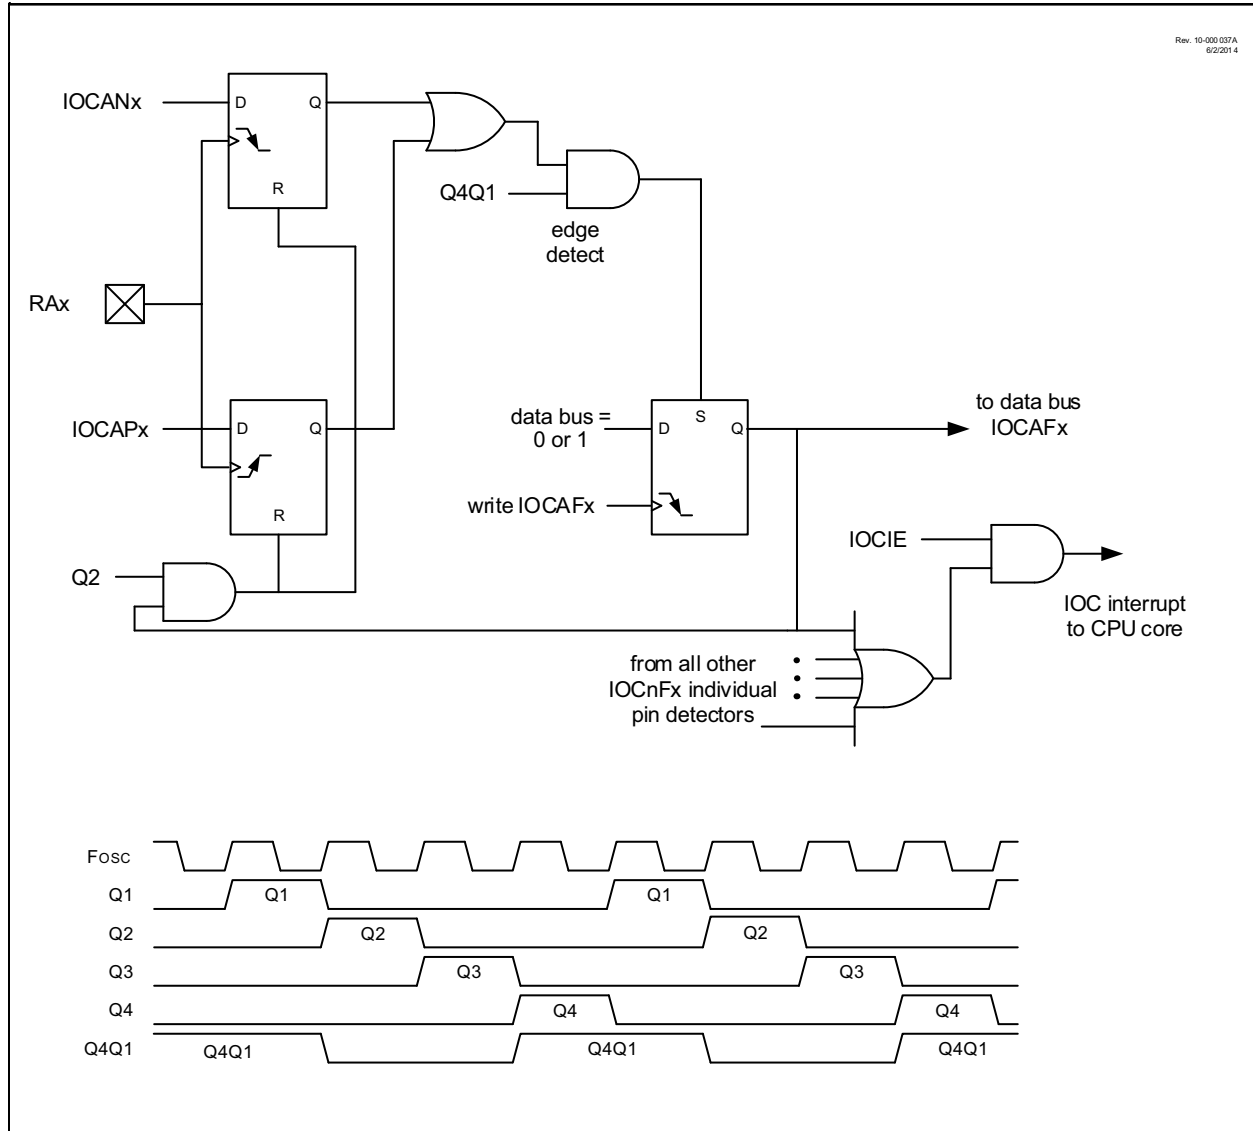 Rev. 10-000 037A
6/2/2014
IOCANx
D
Q
R
Q4Q1
edge
detect
RAx
IOCAPx
D
Q
R
data bus =
0 or 1
S
D
Q
to data bus
IOCAFx
write IOCAFx
IOCIE
Q2
IOC interrupt
to CPU core
from all other
IOCnFx individual
pin detectors
FOSC
Q1
Q1
Q1
Q2
Q2
Q2
Q3
Q3
Q3
Q4
Q4
Q4
Q4Q1
Q4Q1
Q4Q1
Q4Q1